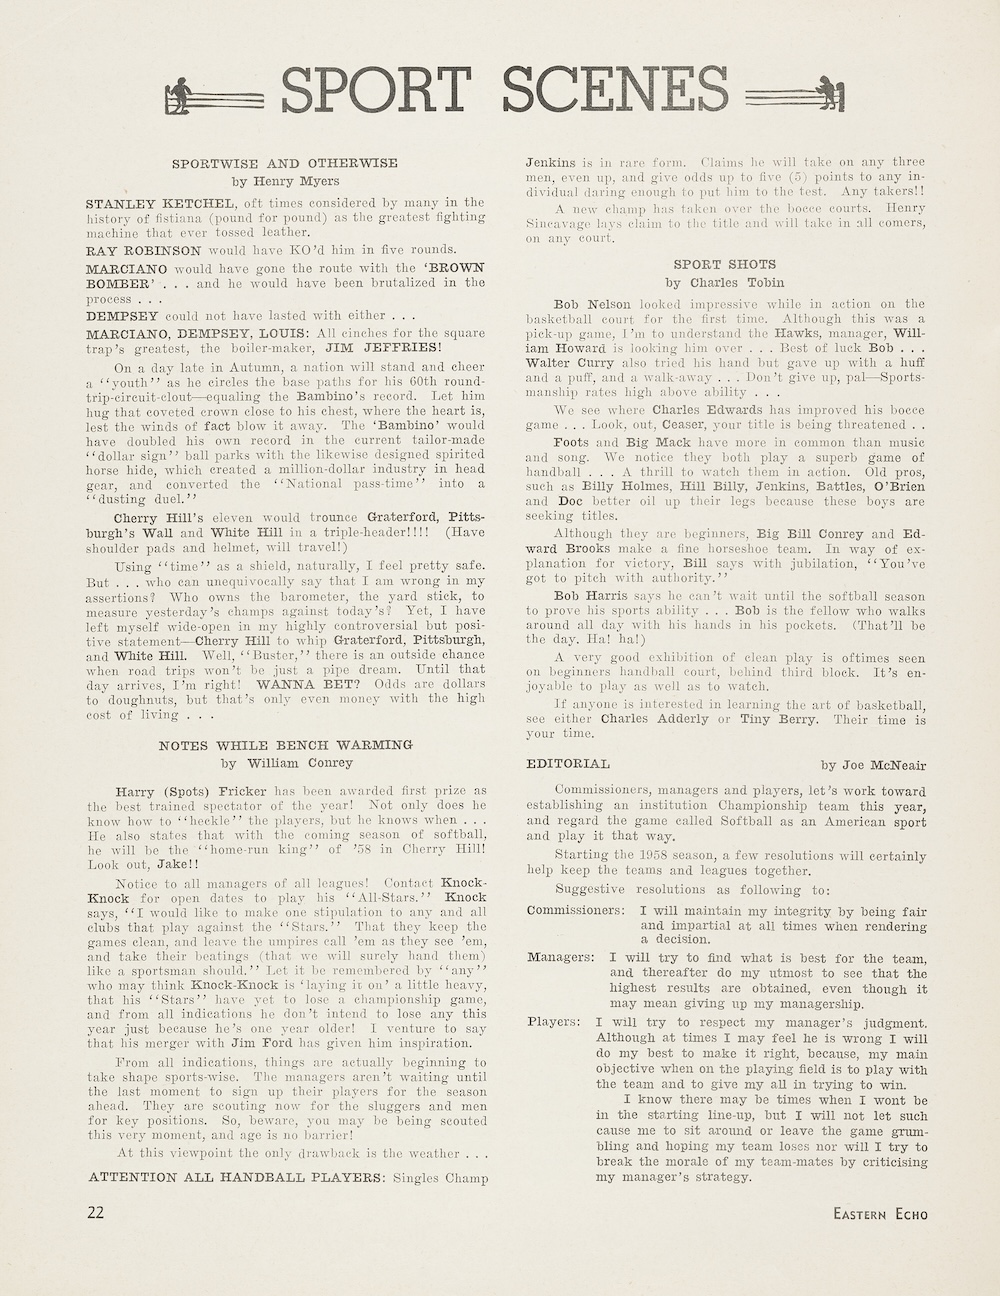 SPORT SCENES
SPORTWISE AND OTHERWISE
by Henry Myers
STANLEY KETCHEL, oft times considered by many in the
history of fistiana (pound for pound) as the greatest fighting
machine that ever tossed leather.
RAY ROBINSON would have KO'd him in five rounds.
MARCIANO would have gone the route with the 'BROWN
BOMBER' . . . and he would have been brutalized in the
process . . .
DEMPSEY could not have lasted with either . . .
MARCIANO, DEMPSEY, LOUIS: All cinches for the square
trap's greatest, the boiler-maker, JIM JEFFRIES!
On a day late in Autumn, a nation will stand and cheer
a ''youth'' as he circles the base paths for his 60th round-
trip-circuit-clout—equaling the Bambino's record. Let him
hug that coveted crown close to his chest, where the heart is,
lest the winds of fact blow it away. The 'Bambino' would
have doubled his own record in the current tailor-made
''dollar sign'' ball parks with the likewise designed spirited
horse hide, which created a million-dollar industry in head
gear, and converted the ''National pass-time'' into a
''dusting duel.''
Cherry Hill's eleven would trounce Graterford, Pitts-
burgh's Wall and White Hill in a triple-header!!!! (Have
shoulder pads and helmet, will travel!)
Using ''time'' as a shield, naturally, I feel pretty safe.
But . . . who can unequivocally say that I am wrong in my
assertions? Who owns the barometer, the yard stick, to
measure yesterday's champs against today's? Yet, I have
left myself wide-open in my highly controversial but posi-
tive statement—Cherry Hill to whip Graterford, Pittsburgh,
and White Hill. Well, ''Buster,'' there is an outside chance
when road trips won't be just a pipe dream. Until that
day arrives, I'm right! WANNA BET? Odds are dollars
to doughnuts, but that's only even money with the high
cost of living . . .
NOTES WHILE BENCH WARMING
by William Conrey
Harry (Spots) Fricker has been awarded first prize as
the best trained spectator of the year! Not only does he
know how to ''heckle'' the players, but he knows when . . .
He also states that with the coming season of softball,
he will be the ''home-run king'' of '58 in Cherry Hill!
Look out, Jake!!
Notice to all managers of all leagues! Contact Knock-
Knock for open dates to play his ''All-Stars.'' Knock
says, ''I would like to make one stipulation to any and all
clubs that play against the ''Stars.'' That they keep the
games clean, and leave the umpires call 'em as they see 'em,
and take their beatings (that we will surely hand them)
like a sportsman should.'' Let it be remembered by ''any''
who may think Knock-Knock is 'laying it on' a little heavy,
that his ''Stars'' have yet to lose a championship game,
and from all indications he don't intend to lose any this
year just because he's one year older! I venture to say
that his merger with Jim Ford has given him inspiration.
From all indications, things are actually beginning to
take shape sports-wise. The managers aren't waiting until
the last moment to sign up their players for the season
ahead. They are scouting now for the sluggers and men
for key positions. So, beware, you may be being scouted
this very moment, and age is no barrier!
At this viewpoint the only drawback is the weather . . .
ATTENTION ALL HANDBALL PLAYERS: Singles Champ
Jenkins is in rare form. Claims he will take on any three
men, even up, and give odds up to five (5) points to any in-
dividual daring enough to put him to the test. Any takers!!
A new champ has taken over the bocce courts. Henry
Sincavage lays claim to the title and will take in all comers,
on any court.
SPORT SHOTS
by Charles Tobin
Bob Nelson looked impressive while in action on the
basketball court for the first time. Although this was a
pick-up game, I'm to understand the Hawks, manager, Will-
iam Howard is looking him over . . . Best of luck Bob . . .
Walter Curry also tried his hand but gave up with a huff
and a puff, and a walk-away . . . Don't give up, pal—Sports-
manship rates high above ability . . .
We see where Charles Edwards has improved his bocce
game . . . Look, out, Ceaser, your title is being threatened . .
Foots and Big Mack have more in common than music
and song. We notice they both play a superb game of
handball . . . A thrill to watch them in action. Old pros,
such as Billy Holmes, Hill Billy, Jenkins, Battles, O'Brien
and Doc better oil up their legs because these boys are
seeking titles.
Although they are beginners, Big Bill Conrey and Ed-
ward Brooks make a fine horseshoe team. In way of ex-
planation for victory, Bill says with jubilation, ''You've
got to pitch with authority.''
Bob Harris says he can't wait until the softball season
to prove his sports ability . . . Bob is the fellow who walks
around all day with his hands in his pockets. (That'll be
the day. Ha! ha!)
A very good exhibition of clean play is oftimes seen
on beginners handball court, behind third block. It's en-
joyable to play as well as to watch.
If anyone is interested in learning the art of basketball,
see either Charles Adderly or Tiny Berry. Their time is
your time.
EDITORIAL by Joe McNeair
Commissioners, managers and players, let's work toward
establishing an institution Championship team this year,
and regard the game called Softball as an American sport
and play it that way.
Starting the 1958 season, a few resolutions will certainly
help keep the teams and leagues together.
Suggestive resolutions as following to:
Commissioners: I will maintain my integrity by being fair
and impartial at all times when rendering
a decision.
Managers: I will try to find what is best for the team,
and thereafter do my utmost to see that the
highest results are obtained, even though it
may mean giving up my managership.
Players: I will try to respect my manager's judgment.
Although at times I may feel he is wrong I will
do my best to make it right, because, my main
objective when on the playing field is to play with
the team and to give my all in trying to win.
I know there may be times when I wont be
in the starting line-up, but I will not let such
cause me to sit around or leave the game grum-
bling and hoping my team loses nor will I try to
break the morale of my team-mates by criticising
my manager's strategy.
22 EASTERN ECHO